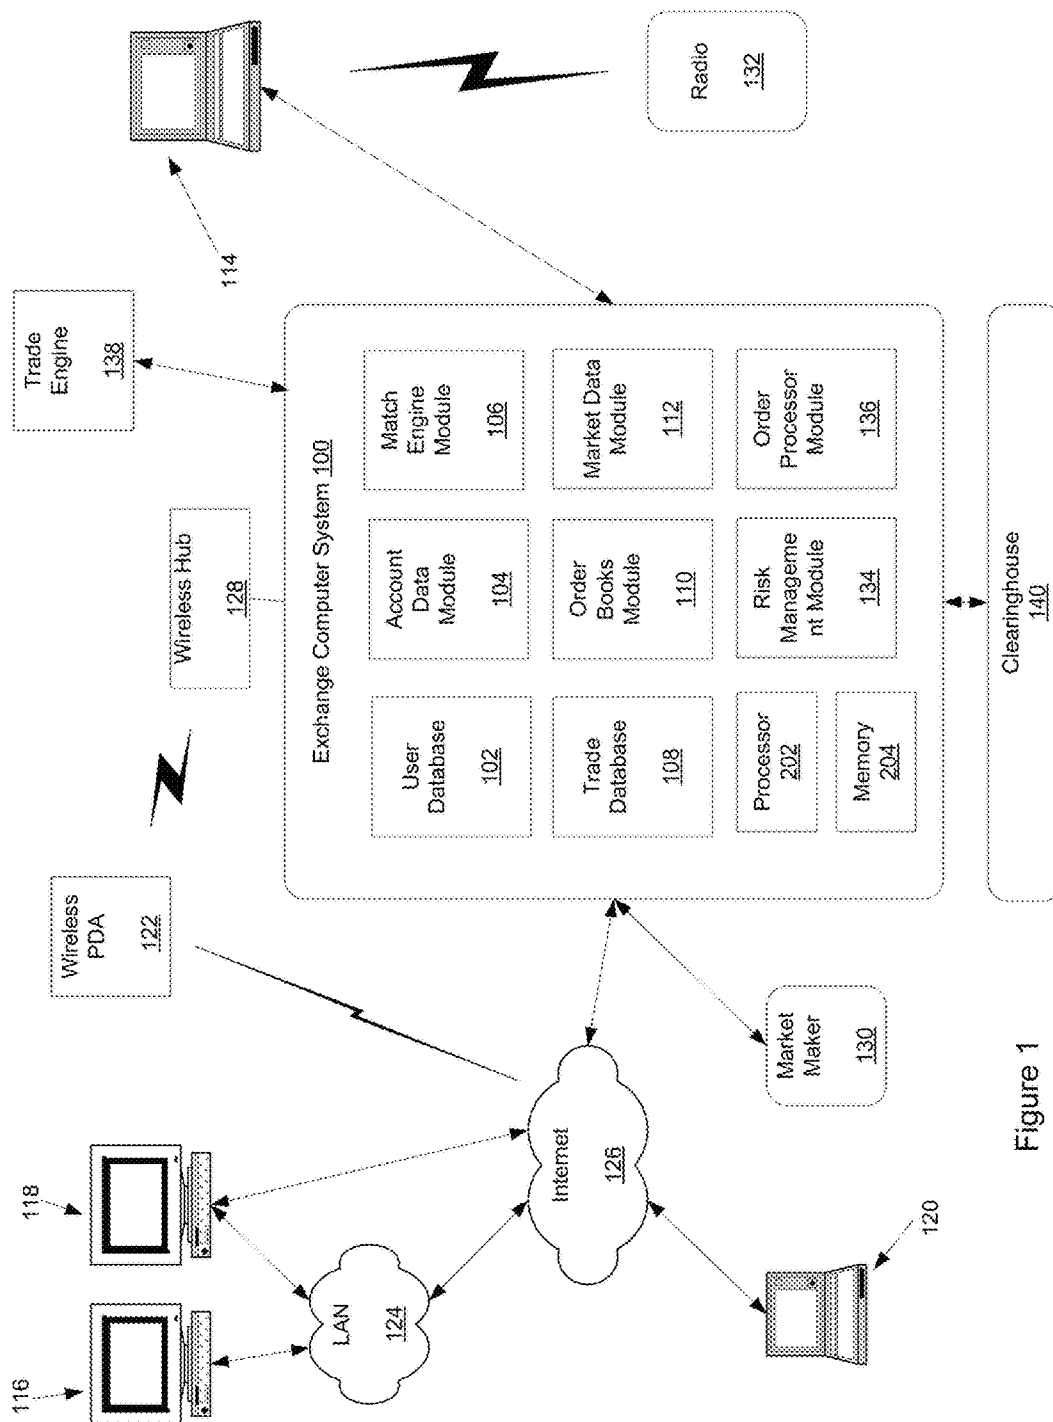 116
118
Wireless
PDA
122
Wireless Hub
128
Trade
Engine
138
114
Radio
132
LAN
124
Internet
126
120
Market
Maker
130
Exchange Computer System 100
User
Database
102
Account
Data
Module
104
Match
Engine
Module
106
Trade
Database
108
Order
Books
Module
110
Market Data
Module
112
Processor
202
Memory
204
Risk
Manageme
nt Module
134
Order
Processor
Module
136
Clearinghouse
140
Figure 1